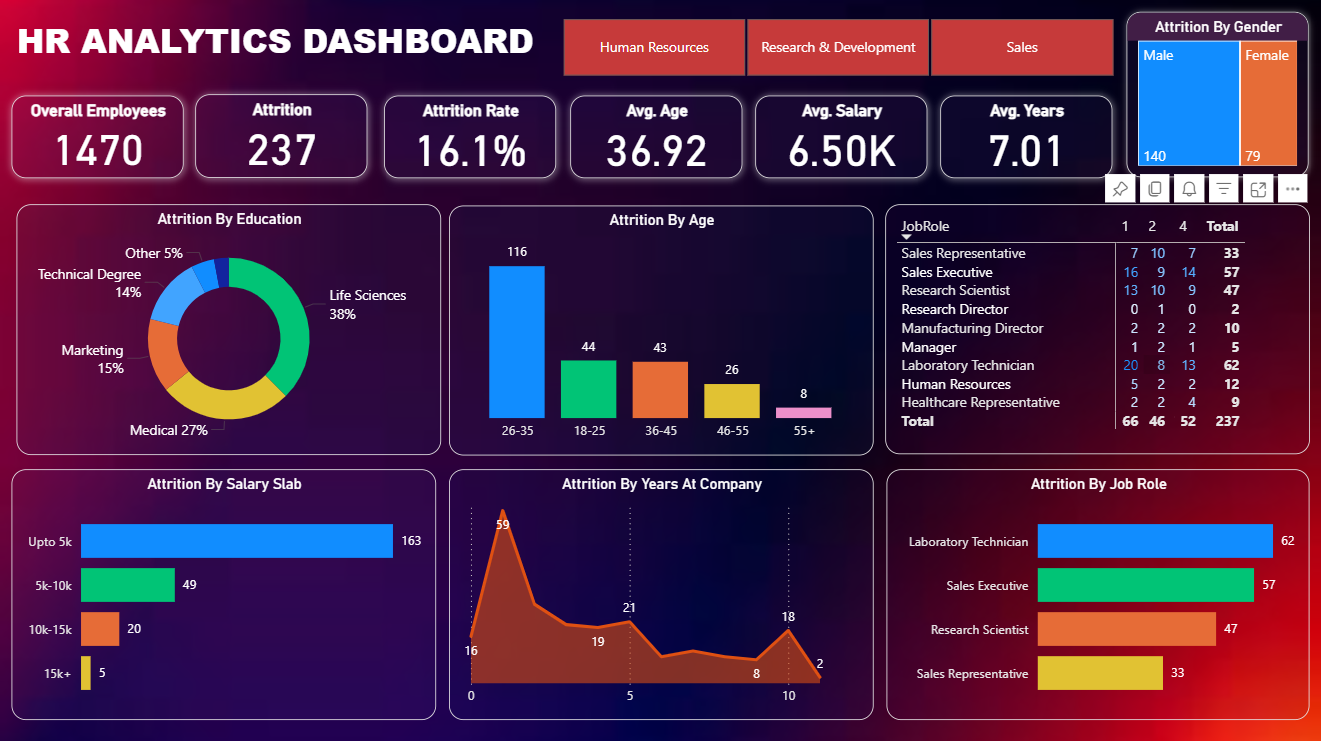 HR ANALYTICS DASHBOARD
Human Resources
Research & Development
Sales
Attrition By Gender
Male
Female
140
79
Overall Employees
1470
Attrition
237
Attrition Rate
16.1%
Avg. Age
36.92
Avg. Salary
6.50K
Avg. Years
7.01
Attrition By Education
Other 5%
Technical Degree
14%
Life Sciences
38%
Marketing
15%
Medical 27%
Attrition By Age
116
44
43
26
8
26-35 18-25 36-45 46-55 55+
JobRole 1 2 4 Total
Sales Representative 7 10 7 33
Sales Executive 16 9 14 57
Research Scientist 13 10 9 47
Research Director 0 1 0 2
Manufacturing Director 2 2 2 10
Manager 1 2 1 5
Laboratory Technician 20 8 13 62
Human Resources 5 2 2 12
Healthcare Representative 2 2 4 9
Total 66 46 52 237
Attrition By Salary Slab
Upto 5k 163
5k-10k 49
10k-15k 20
15k+ 5
Attrition By Years At Company
59
16
19
21
8
18
2
0 5 10
Attrition By Job Role
Laboratory Technician 62
Sales Executive 57
Research Scientist 47
Sales Representative 33